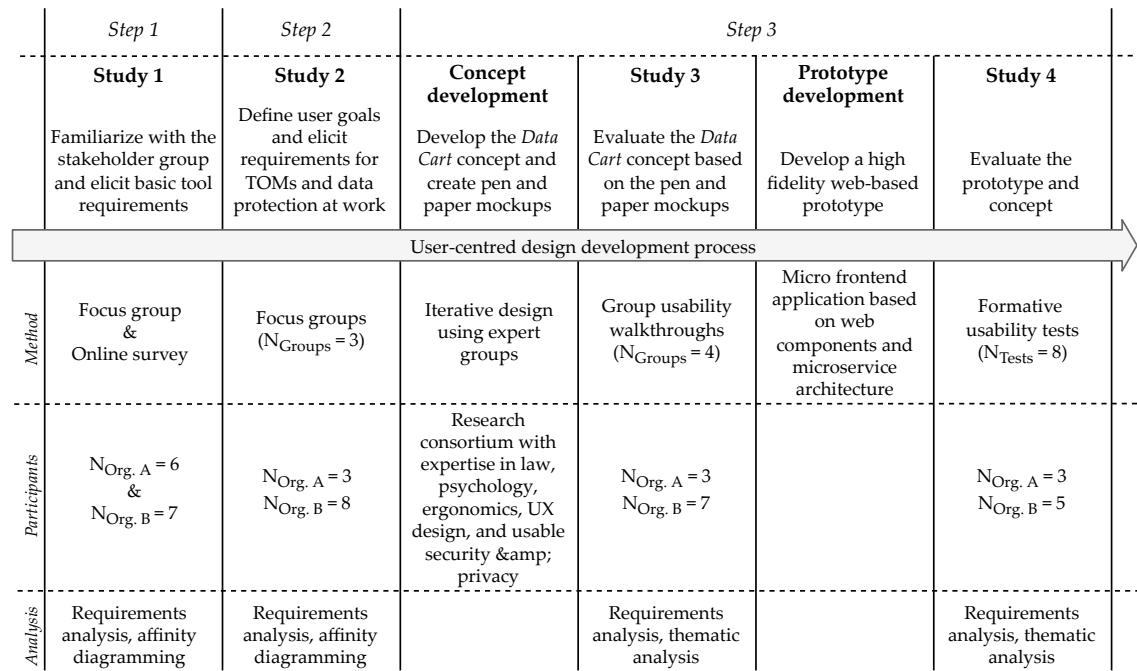 Step 1
Step 2
Step 3
Study 1
Familiarize with the
stakeholder group
and elicit basic tool
requirements
Study 2
Define user goals
and elicit
requirements for
TOMs and data
protection at work
Concept
development
Develop the Data
Cart concept and
create pen and
paper mockups
Study 3
Evaluate the Data
Cart concept based
on the pen and
paper mockups
Prototype
development
Develop a high
fidelity web-based
prototype
Study 4
Evaluate the
prototype and
concept
User-centred design development process
Method
Focus group
&
Online survey
Focus groups
(NGroups = 3)
Iterative design
using expert
groups
Group usability
walkthroughs
(NGroups = 4)
Micro frontend
application based
on web
components and
microservice
architecture
Formative
usability tests
(NTests = 8)
Participants
NOrg. A = 6
&
NOrg. B = 7
NOrg. A = 3
NOrg. B = 8
Research
consortium with
expertise in law,
psychology,
ergonomics, UX
design, and usable
security &amp;
privacy
NOrg. A = 3
NOrg. B = 7
NOrg. A = 3
NOrg. B = 5
Analysis
Requirements
analysis, affinity
diagramming
Requirements
analysis, affinity
diagramming
Requirements
analysis, thematic
analysis
Requirements
analysis, thematic
analysis